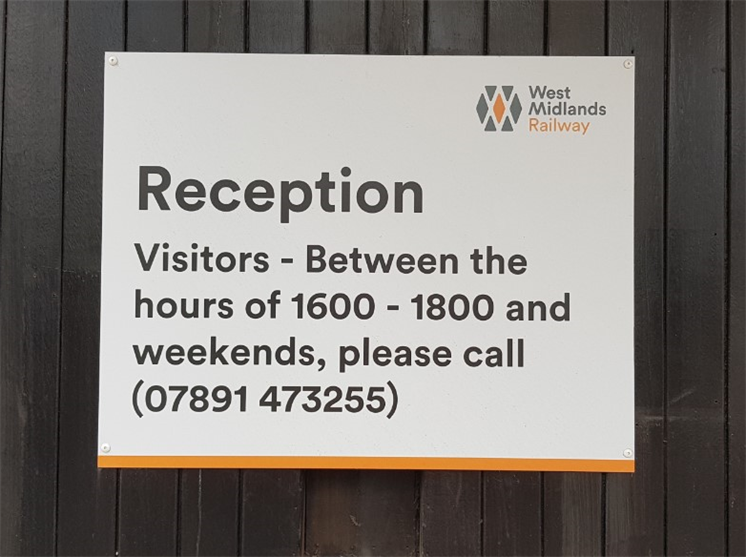 West
Midlands
Railway
Reception
Visitors - Between the
hours of 1600 - 1800 and
weekends, please call
(07891 473255)